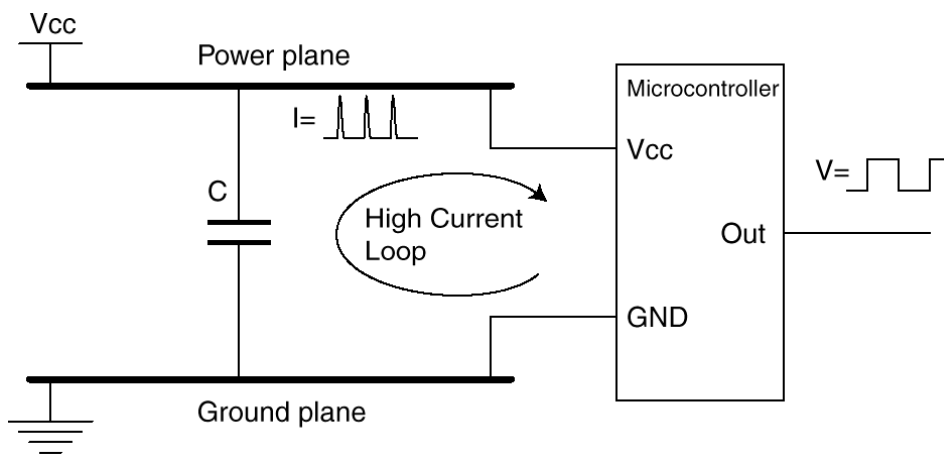 Vcc
Power plane
I=
Microcontroller
Vcc
V=
C
High Current
Loop
Out
GND
Ground plane